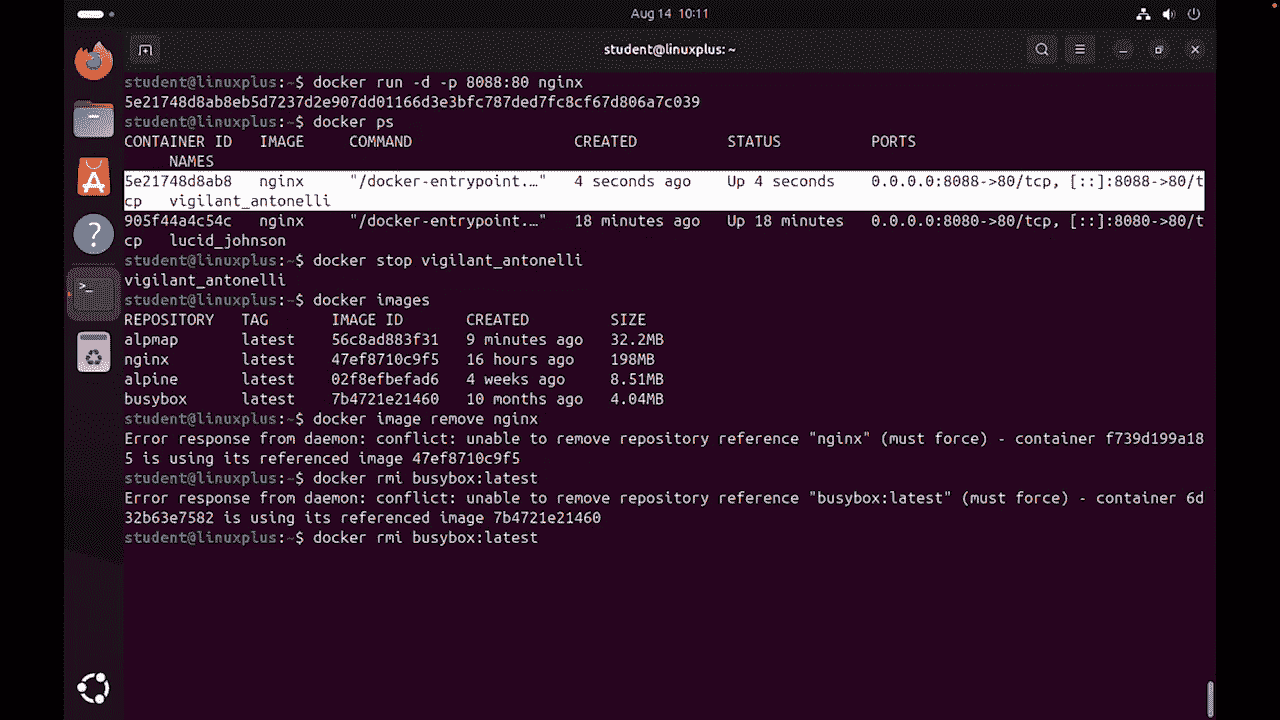 Aug 14 10:11
student@linuxplus: ~
student@linuxplus:~$ docker run -d -p 8088:80 nginx
5e21748d8ab8eb5d7237d2e907dd01166d3e3bfc787ded7fc8cf67d806a7c039
student@linuxplus:~$ docker ps
CONTAINER ID   IMAGE     COMMAND                  CREATED          STATUS          PORTS
     NAMES
5e21748d8ab8   nginx     "/docker-entrypoint.…"   4 seconds ago    Up 4 seconds    0.0.0.0:8088->80/tcp, [::]:8088->80/t
cp   vigilant_antonelli
905f44a4c54c   nginx     "/docker-entrypoint.…"   18 minutes ago   Up 18 minutes   0.0.0.0:8080->80/tcp, [::]:8080->80/t
cp   lucid_johnson
student@linuxplus:~$ docker stop vigilant_antonelli
vigilant_antonelli
student@linuxplus:~$ docker images
REPOSITORY   TAG       IMAGE ID       CREATED         SIZE
alpmap       latest    56c8ad883f31   9 minutes ago   32.2MB
nginx        latest    47ef8710c9f5   16 hours ago    198MB
alpine       latest    02f8efbefad6   4 weeks ago     8.51MB
busybox      latest    7b4721e21460   10 months ago   4.04MB
student@linuxplus:~$ docker image remove nginx
Error response from daemon: conflict: unable to remove repository reference "nginx" (must force) - container f739d199a18
5 is using its referenced image 47ef8710c9f5
student@linuxplus:~$ docker rmi busybox:latest
Error response from daemon: conflict: unable to remove repository reference "busybox:latest" (must force) - container 6d
32b63e7582 is using its referenced image 7b4721e21460
student@linuxplus:~$ docker rmi busybox:latest